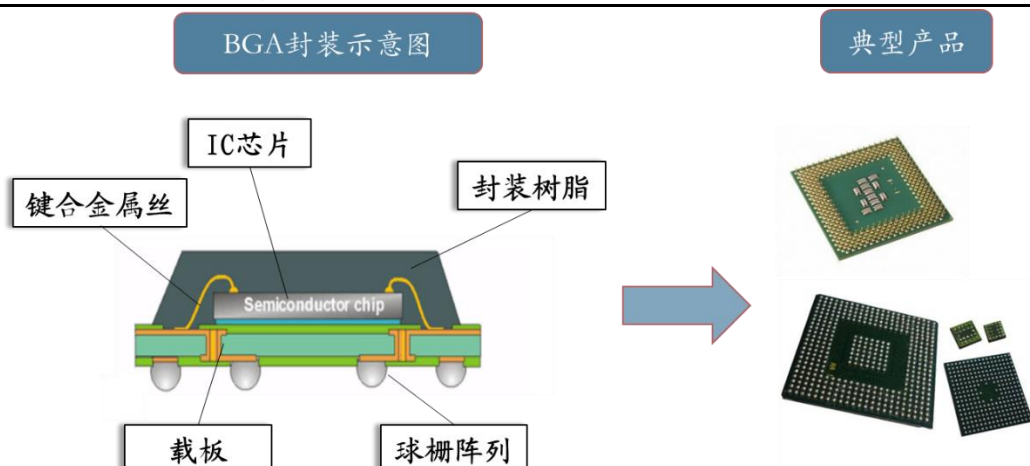 BGA封装示意图
典型产品
IC芯片
键合金属丝
封装树脂
Semiconductor chip
载板
球栅阵列